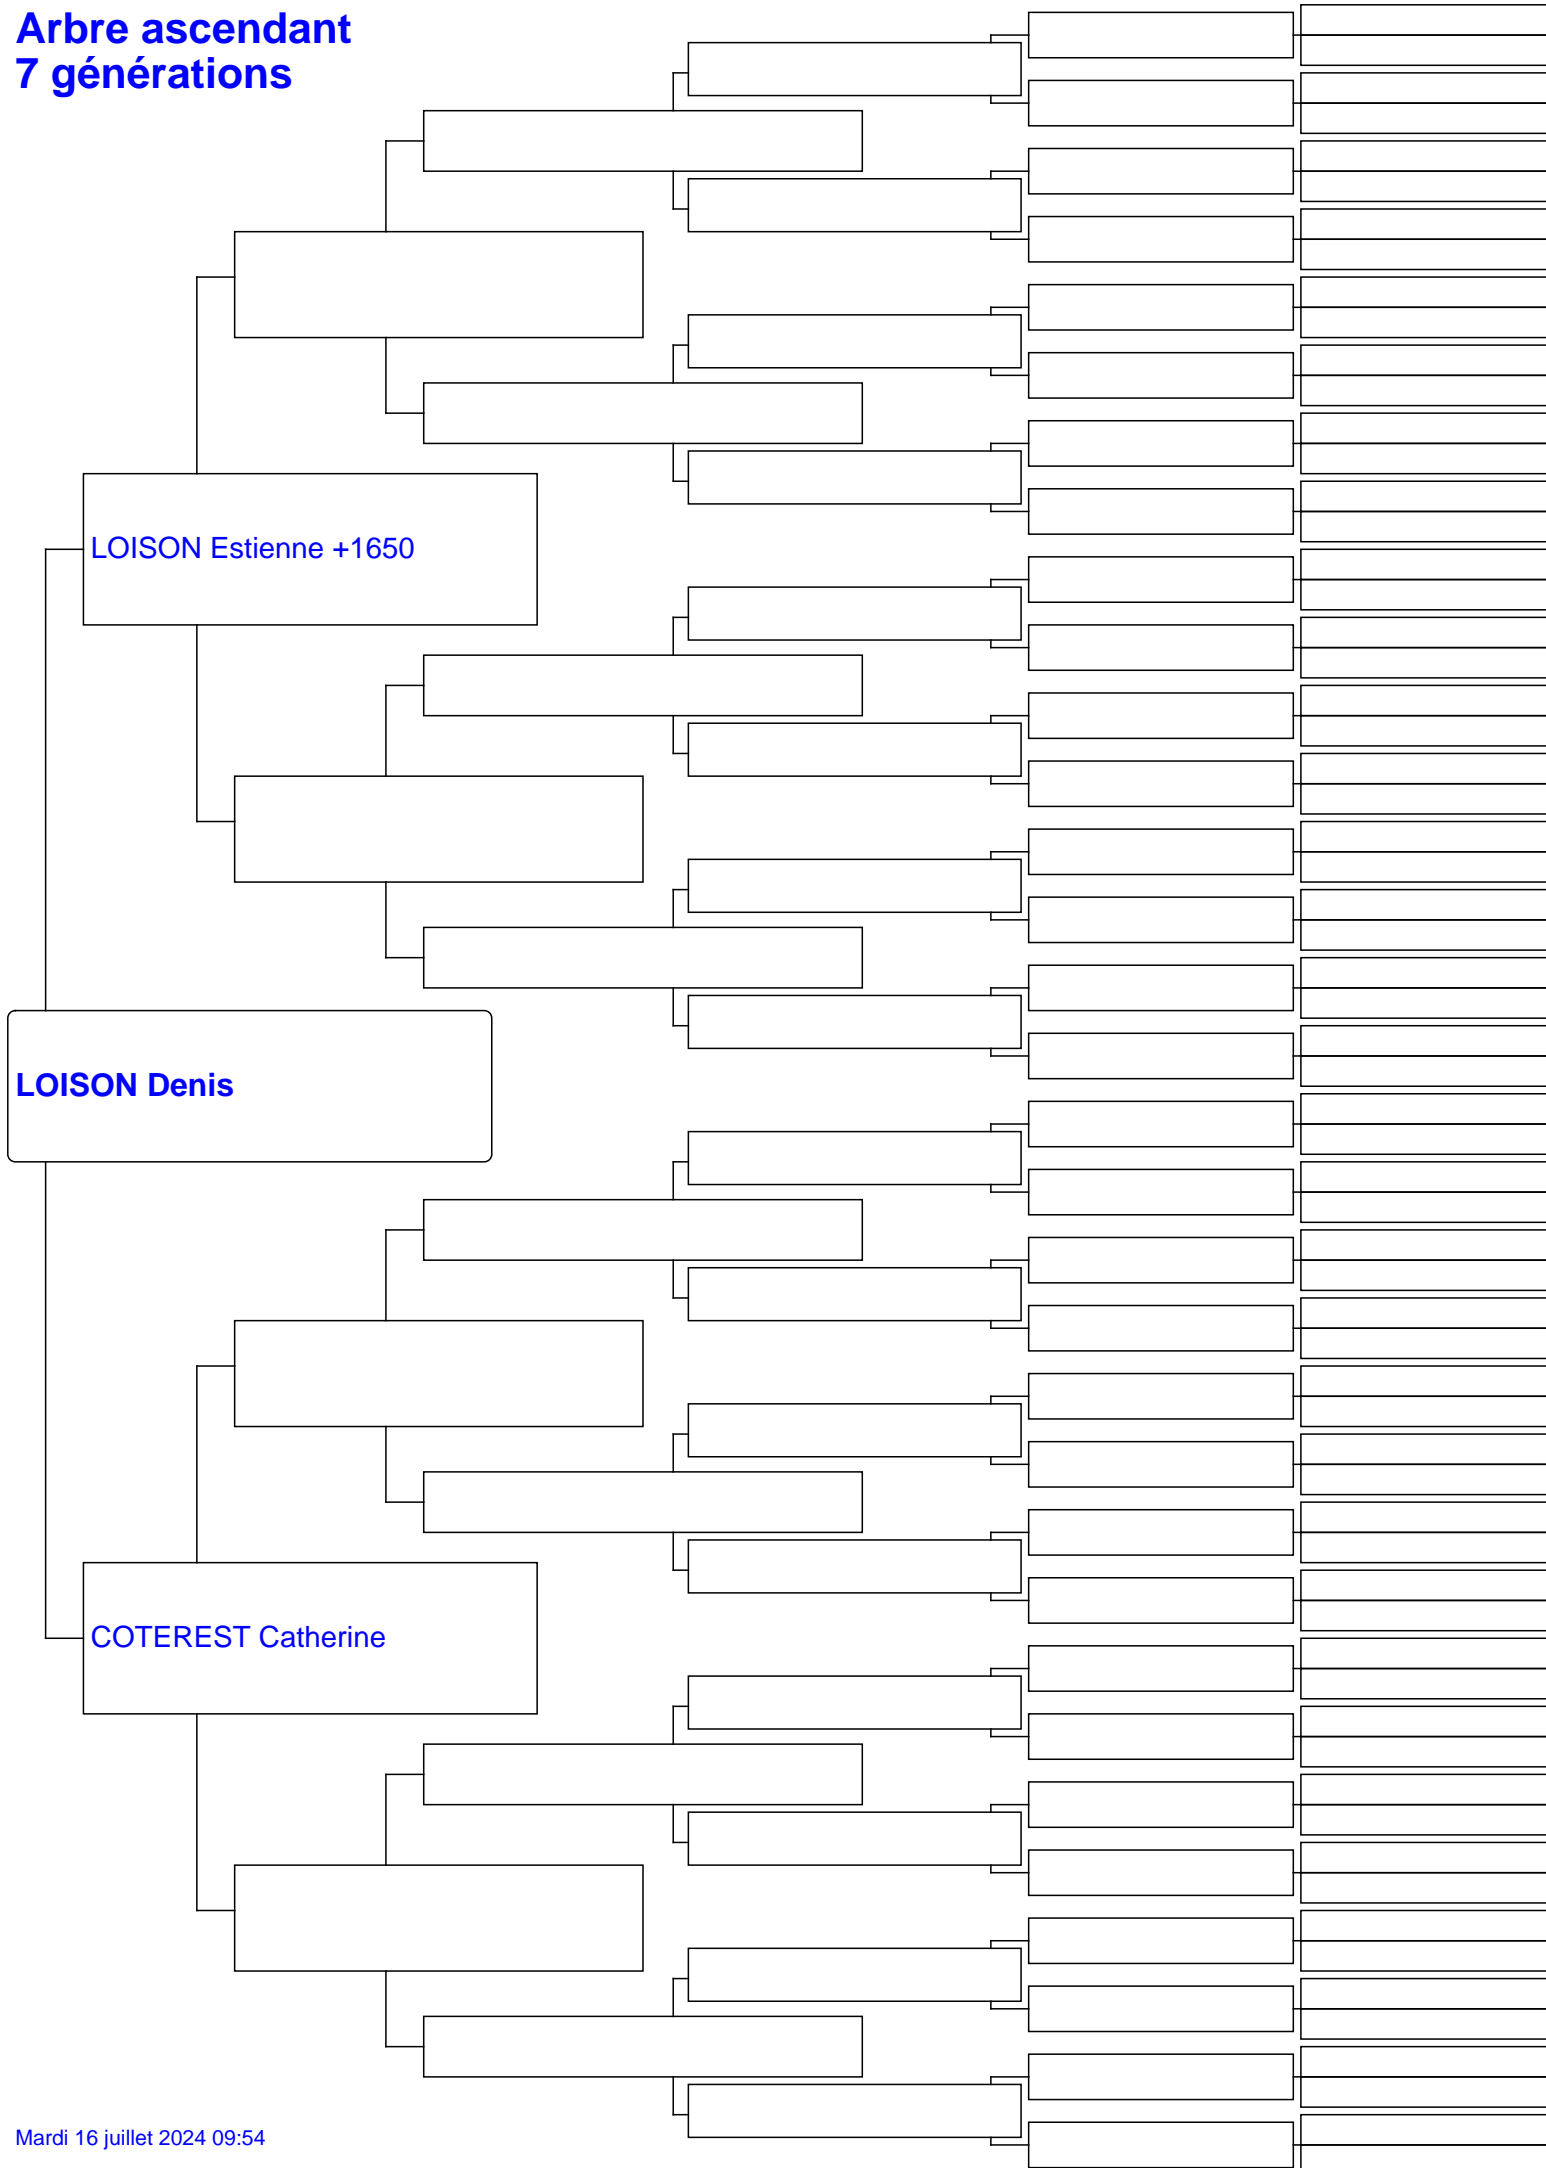 Arbre ascendant
7 générations
LOISON Estienne +1650
LOISON Denis
COTEREST Catherine
Mardi 16 juillet 2024 09:54